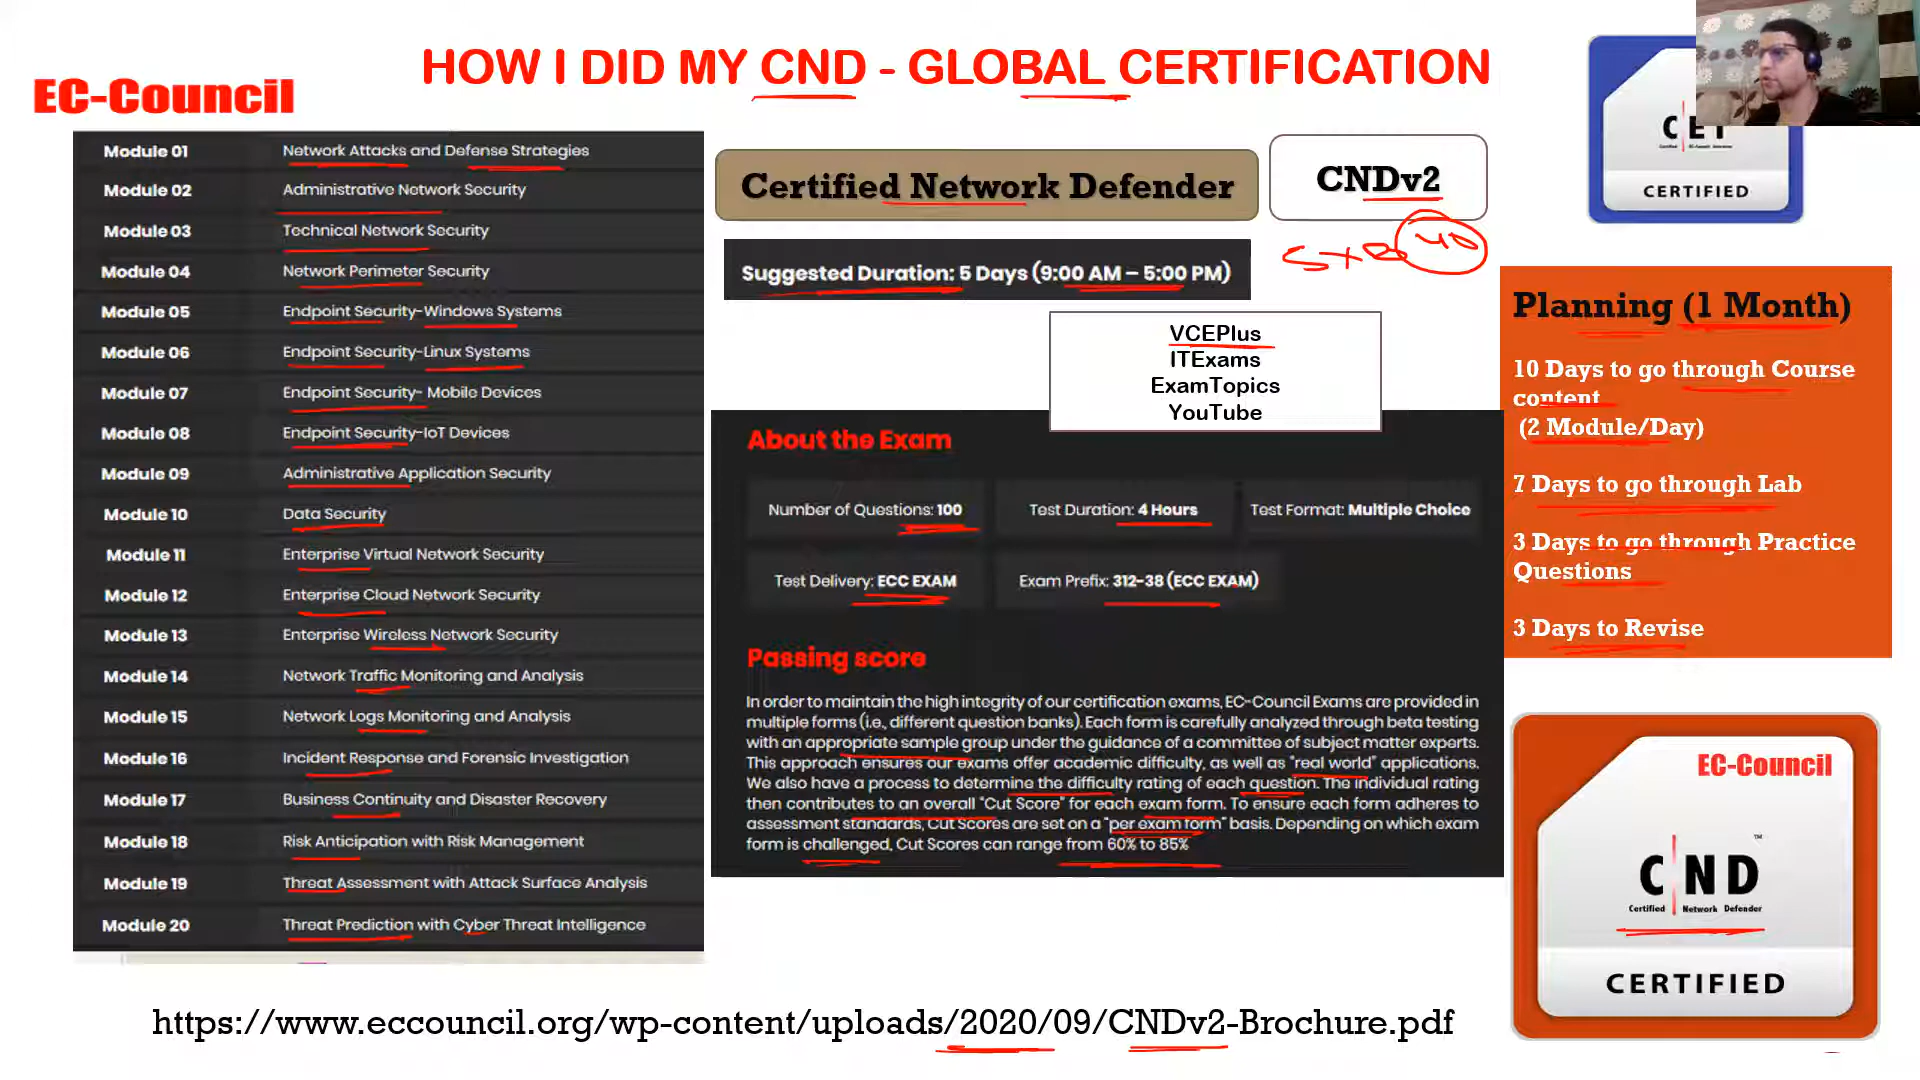 HOW I DID MY CND - GLOBAL CERTIFICATION
EC-Council
Module 01 Network Attacks and Defense Strategies
Module 02 Administrative Network Security
Module 03 Technical Network Security
Module 04 Network Perimeter Security
Module 05 Endpoint Security-Windows Systems
Module 06 Endpoint Security-Linux Systems
Module 07 Endpoint Security- Mobile Devices
Module 08 Endpoint Security-IoT Devices
Module 09 Administrative Application Security
Module 10 Data Security
Module 11 Enterprise Virtual Network Security
Module 12 Enterprise Cloud Network Security
Module 13 Enterprise Wireless Network Security
Module 14 Network Traffic Monitoring and Analysis
Module 15 Network Logs Monitoring and Analysis
Module 16 Incident Response and Forensic Investigation
Module 17 Business Continuity and Disaster Recovery
Module 18 Risk Anticipation with Risk Management
Module 19 Threat Assessment with Attack Surface Analysis
Module 20 Threat Prediction with Cyber Threat Intelligence
Certified Network Defender
CNDv2
5x8 40
Suggested Duration: 5 Days (9:00 AM – 5:00 PM)
VCEPlus
ITExams
ExamTopics
YouTube
About the Exam
Number of Questions: 100
Test Duration: 4 Hours
Test Format: Multiple Choice
Test Delivery: ECC EXAM
Exam Prefix: 312-38 (ECC EXAM)
Passing score
In order to maintain the high integrity of our certification exams, EC-Council Exams are provided in
multiple forms (i.e., different question banks). Each form is carefully analyzed through beta testing
with an appropriate sample group under the guidance of a committee of subject matter experts.
This approach ensures our exams offer academic difficulty, as well as "real world" applications.
We also have a process to determine the difficulty rating of each question. The individual rating
then contributes to an overall "Cut Score" for each exam form. To ensure each form adheres to
assessment standards, Cut Scores are set on a "per exam form" basis. Depending on which exam
form is challenged, Cut Scores can range from 60% to 85%
CERTIFIED
Planning (1 Month)
10 Days to go through Course
content
(2 Module/Day)
7 Days to go through Lab
3 Days to go through Practice
Questions
3 Days to Revise
EC-Council
C|ND ™
Certified Network Defender
CERTIFIED
https://www.eccouncil.org/wp-content/uploads/2020/09/CNDv2-Brochure.pdf